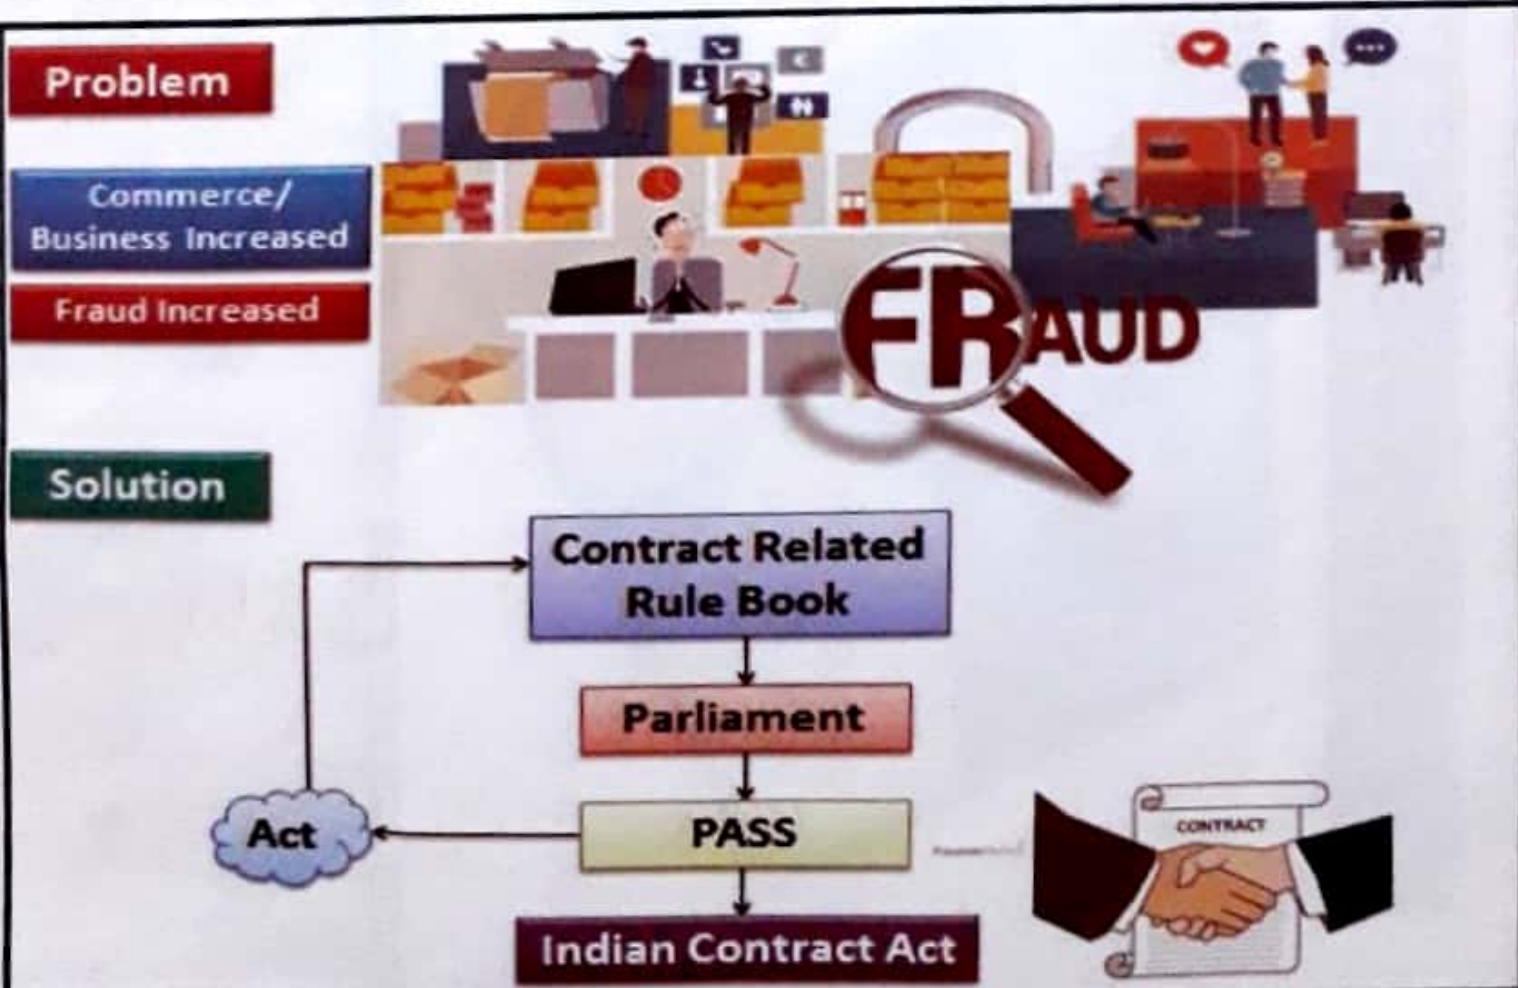 Problem
Commerce/
Business Increased
Fraud Increased
FRAUD
Solution
Contract Related
Rule Book
Parliament
PASS
Act
Indian Contract Act
CONTRACT